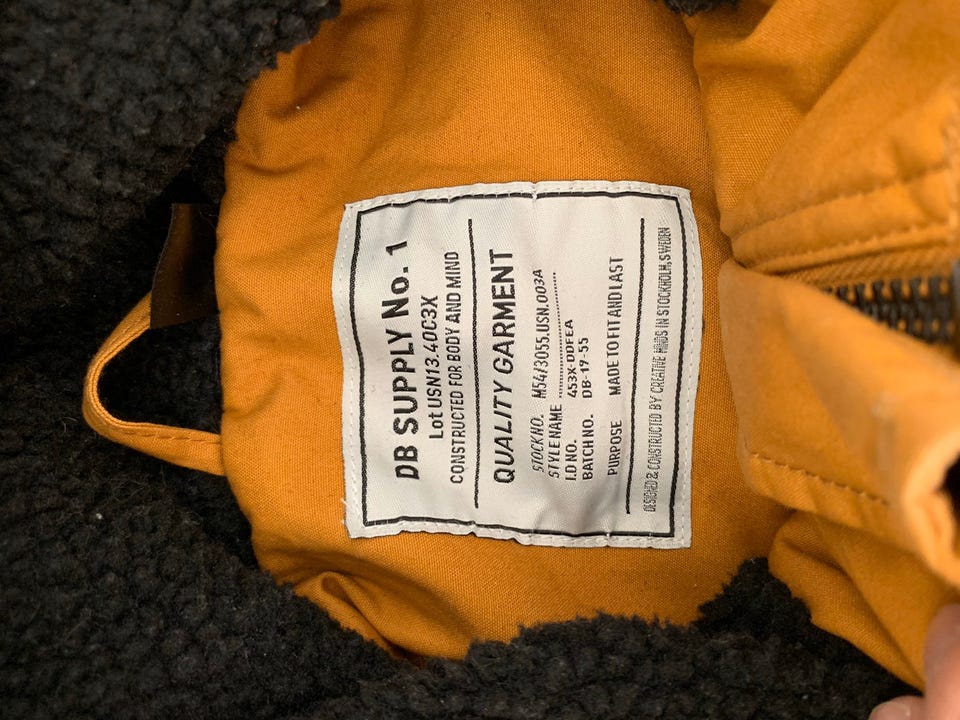 DB SUPPLY No. 1
Lot USN13.40C3X
CONSTRUCTED FOR BODY AND MIND
QUALITY GARMENT
STOCK NO. M54/3055.USN.003A
STYLE NAME ....................
I.D NO. 453X-DDFEA
BATCH NO. DB-17-55
PURPOSE MADE TO FIT AND LAST
DESIGNED & CONSTRUCTED BY CREATIVE MINDS IN STOCKHOLM, SWEDEN